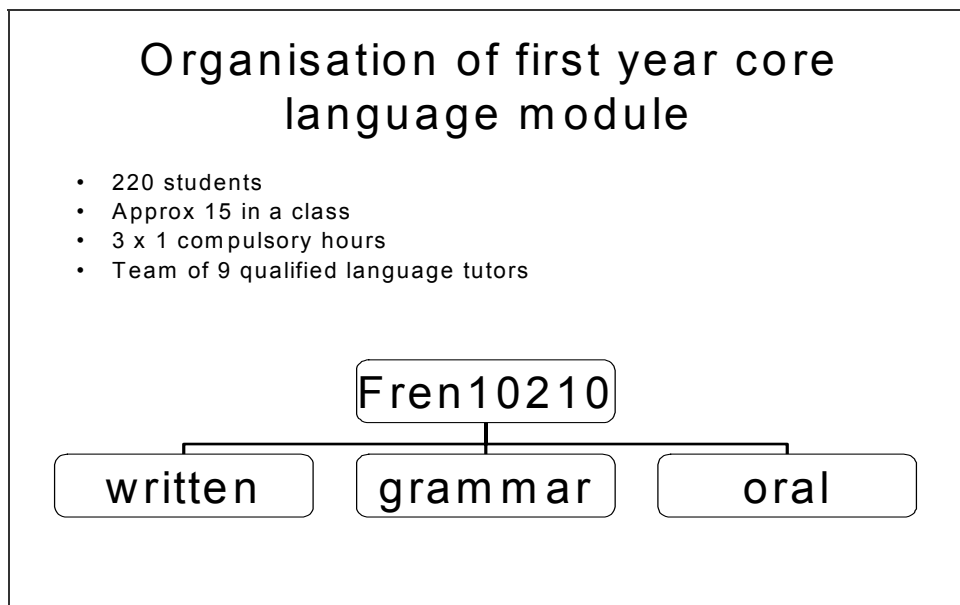 Organisation of first year core
language module
• 220 students
• Approx 15 in a class
• 3 x 1 compulsory hours
• Team of 9 qualified language tutors
Fren10210
written
grammar
oral